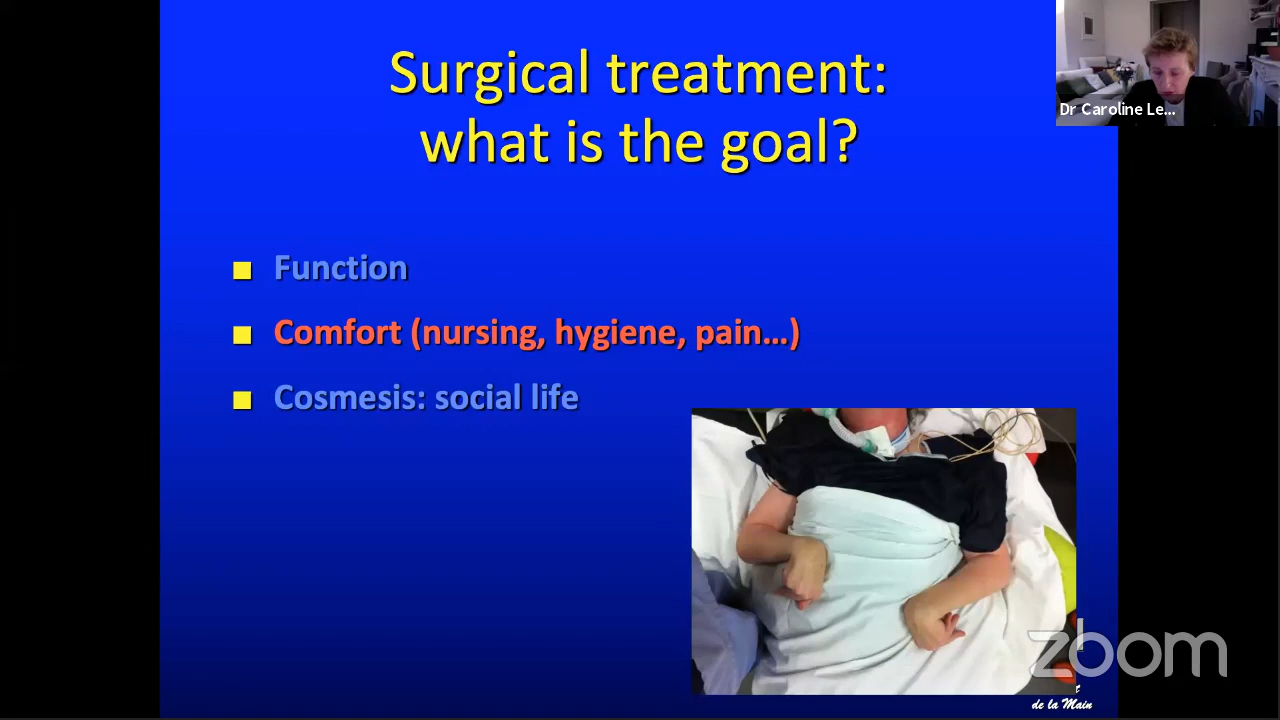 Surgical treatment:
what is the goal?
Dr Caroline Le...
Function
Comfort (nursing, hygiene, pain...)
Cosmesis: social life
zoom
de la Main